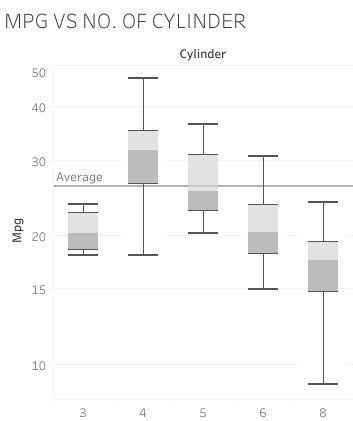 MPG VS NO. OF CYLINDER
Cylinder
50
40
30
Average
Mpg
20
15
10
3 4 5 6 8